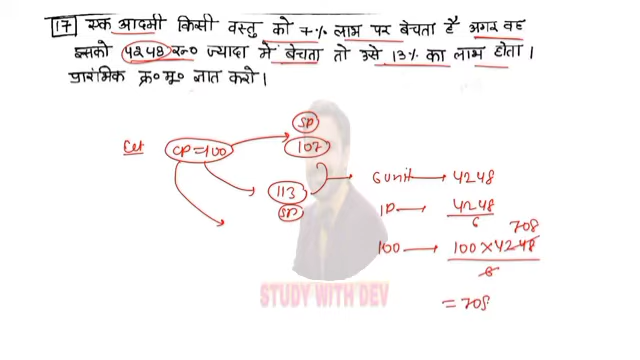 17 एक आदमी किसी वस्तु को 7% लाभ पर बेचता है अगर वह
इसको 4248 रु० ज्यादा में बेचता तो उसे 13% का लाभ होता।
प्रारंभिक क्र० मू० ज्ञात करो।
Let CP=100
SP
107
113
SP
6 unit → 4248
1 → 4248/6
708
100 → 100×4248/6
= 708
STUDY WITH DEV